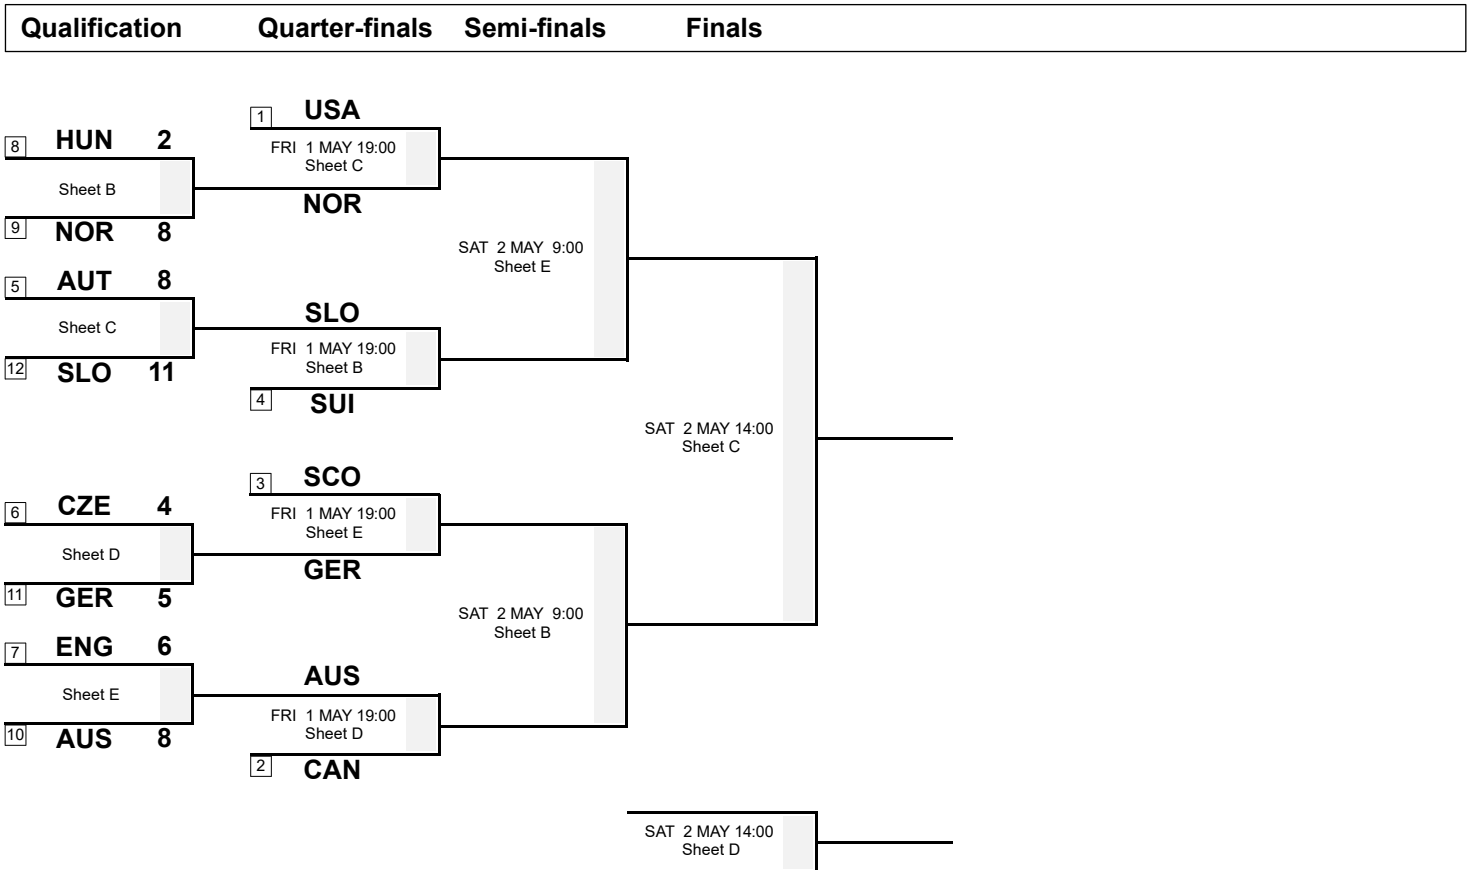 Qualification Quarter-finals Semi-finals Finals
1 USA
8 HUN 2
FRI 1 MAY 19:00
Sheet C
Sheet B
NOR
9 NOR 8
SAT 2 MAY 9:00
Sheet E
5 AUT 8
SLO
Sheet C
FRI 1 MAY 19:00
Sheet B
12 SLO 11
4 SUI
SAT 2 MAY 14:00
Sheet C
3 SCO
6 CZE 4
FRI 1 MAY 19:00
Sheet E
Sheet D
GER
11 GER 5
SAT 2 MAY 9:00
Sheet B
7 ENG 6
AUS
Sheet E
FRI 1 MAY 19:00
Sheet D
10 AUS 8
2 CAN
SAT 2 MAY 14:00
Sheet D